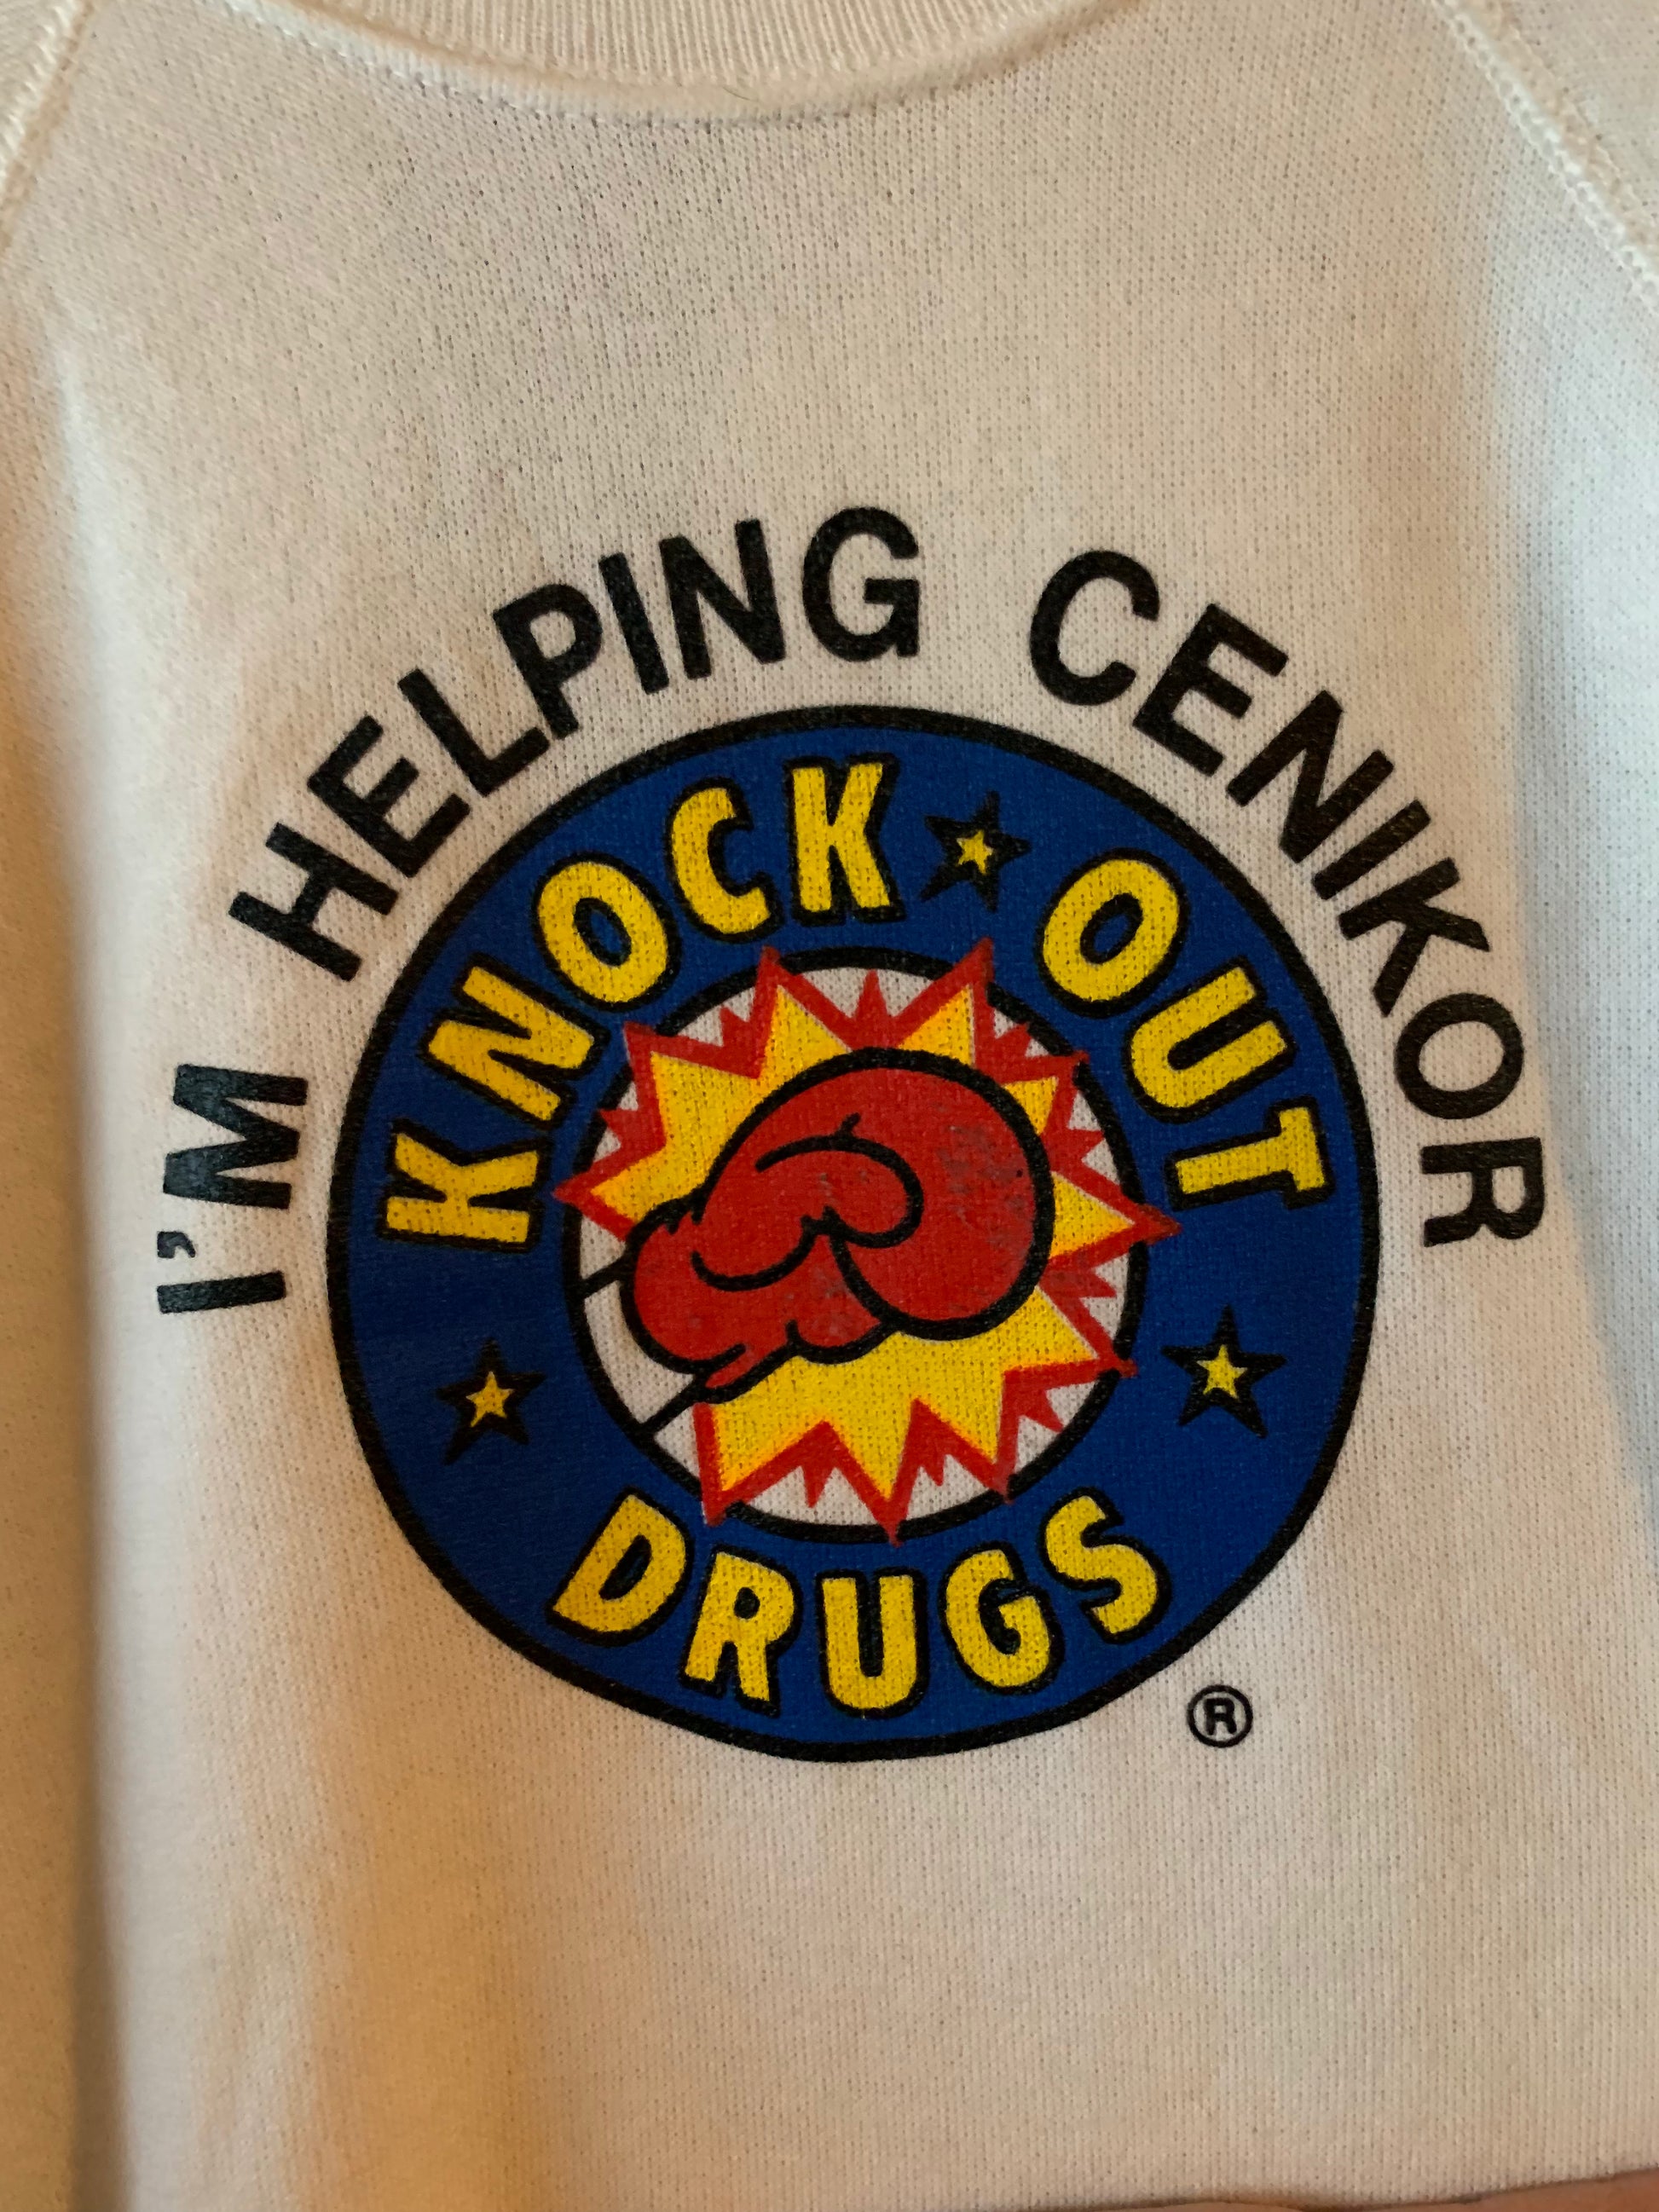 I'M HELPING CENIKOR
KNOCK OUT
DRUGS
®